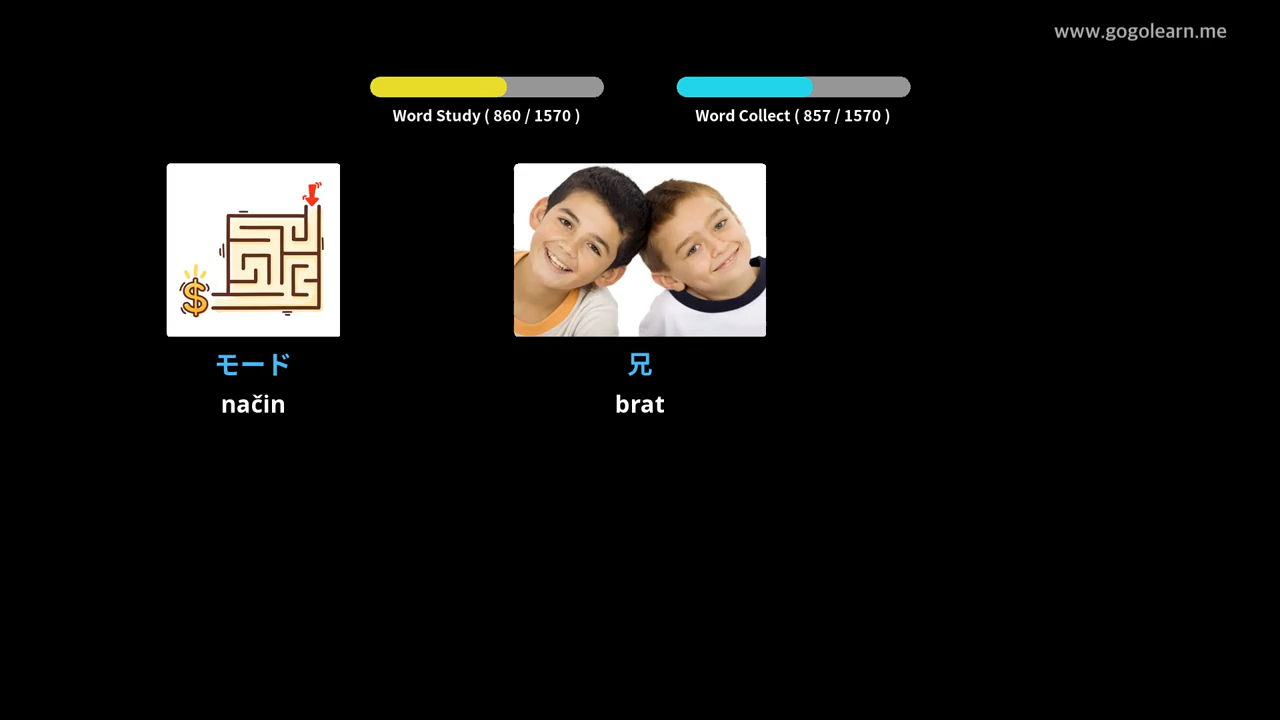 www.gogolearn.me
Word Study ( 860 / 1570 )
Word Collect ( 857 / 1570 )
$
モード
兄
način
brat